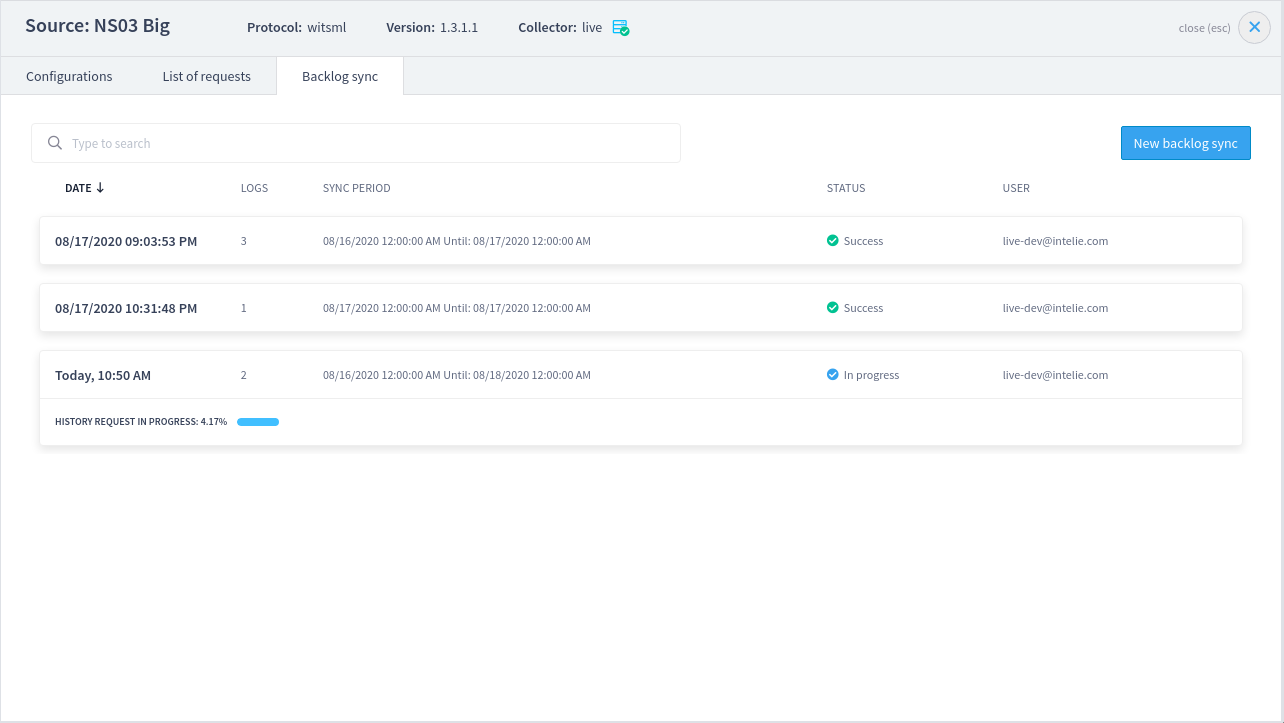 Source: NS03 Big Protocol: witsml Version: 1.3.1.1 Collector: live close (esc)
Configurations List of requests Backlog sync
Type to search New backlog sync
DATE LOGS SYNC PERIOD STATUS USER
08/17/2020 09:03:53 PM 3 08/16/2020 12:00:00 AM Until: 08/17/2020 12:00:00 AM Success live-dev@intelie.com
08/17/2020 10:31:48 PM 1 08/17/2020 12:00:00 AM Until: 08/17/2020 12:00:00 AM Success live-dev@intelie.com
Today, 10:50 AM 2 08/16/2020 12:00:00 AM Until: 08/18/2020 12:00:00 AM In progress live-dev@intelie.com
HISTORY REQUEST IN PROGRESS: 4.17%